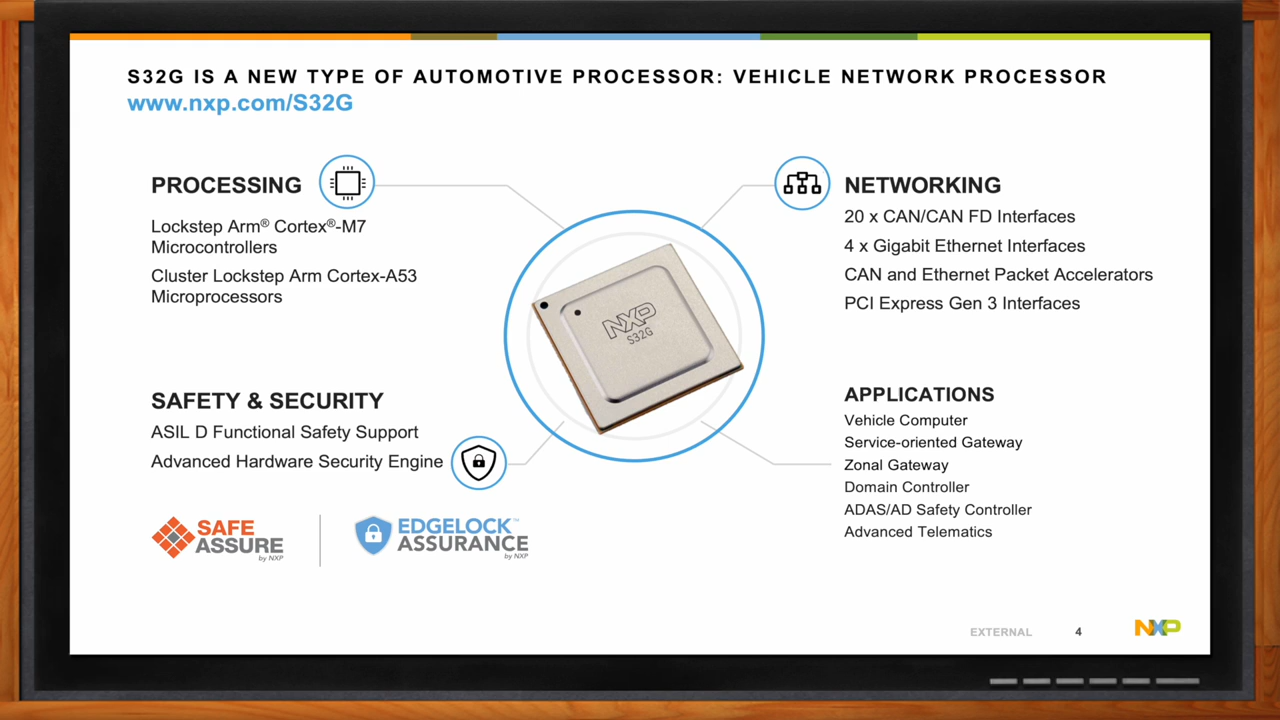 S32G IS A NEW TYPE OF AUTOMOTIVE PROCESSOR: VEHICLE NETWORK PROCESSOR
www.nxp.com/S32G
PROCESSING
Lockstep Arm® Cortex®-M7
Microcontrollers
Cluster Lockstep Arm Cortex-A53
Microprocessors
NETWORKING
20 x CAN/CAN FD Interfaces
4 x Gigabit Ethernet Interfaces
CAN and Ethernet Packet Accelerators
PCI Express Gen 3 Interfaces
NXP
S32G
SAFETY & SECURITY
ASIL D Functional Safety Support
Advanced Hardware Security Engine
SAFE
ASSURE
by NXP
EDGELOCK™
ASSURANCE
by NXP
APPLICATIONS
Vehicle Computer
Service-oriented Gateway
Zonal Gateway
Domain Controller
ADAS/AD Safety Controller
Advanced Telematics
EXTERNAL
4
NXP